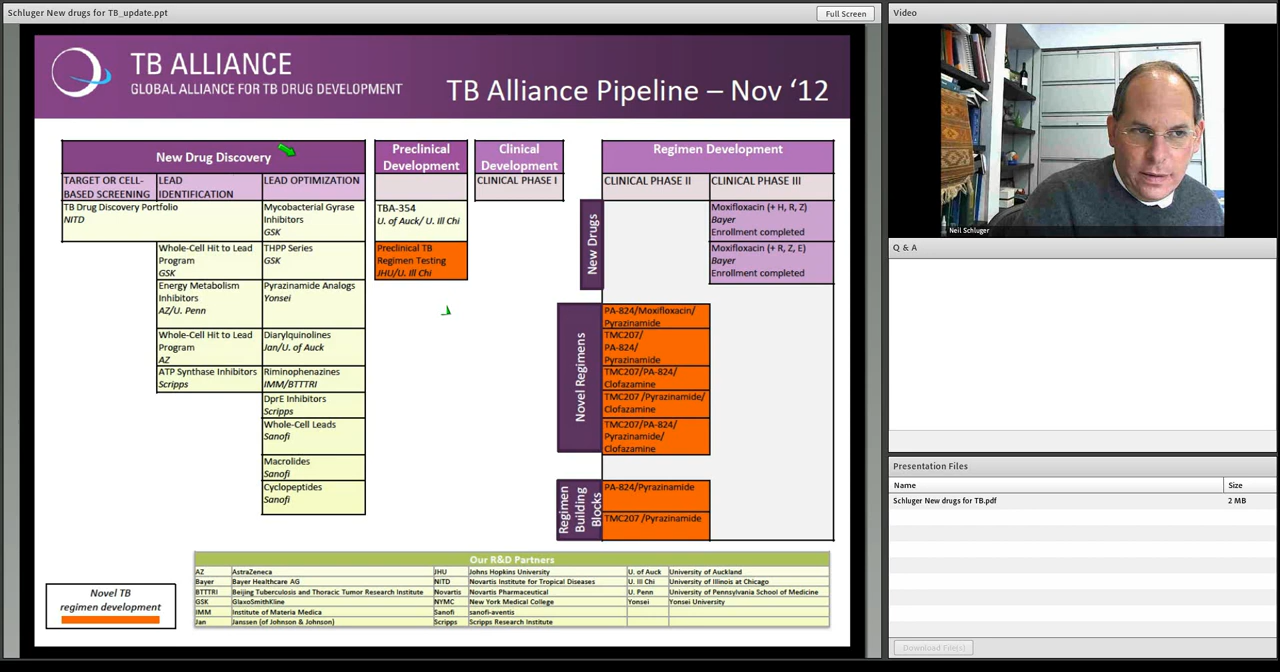 Schluger New drugs for TB_update.ppt
Full Screen
TB ALLIANCE
GLOBAL ALLIANCE FOR TB DRUG DEVELOPMENT
TB Alliance Pipeline – Nov ‘12
New Drug Discovery
TARGET OR CELL-
BASED SCREENING
LEAD
IDENTIFICATION
LEAD OPTIMIZATION
TB Drug Discovery Portfolio
NITD
Whole-Cell Hit to Lead
Program
GSK
Energy Metabolism
Inhibitors
AZ/U. Penn
Whole-Cell Hit to Lead
Program
AZ
ATP Synthase Inhibitors
Scripps
Mycobacterial Gyrase
Inhibitors
GSK
THPP Series
GSK
Pyrazinamide Analogs
Yonsei
Diarylquinolines
Jan/U. of Auck
Riminophenazines
IMM/BTTTRI
DprE Inhibitors
Scripps
Whole-Cell Leads
Sanofi
Macrolides
Sanofi
Cyclopeptides
Sanofi
Preclinical
Development
TBA-354
U. of Auck/ U. Ill Chi
Preclinical TB
Regimen Testing
JHU/U. Ill Chi
Clinical
Development
CLINICAL PHASE I
Regimen Development
CLINICAL PHASE II
CLINICAL PHASE III
New Drugs
Moxifloxacin (+ H, R, Z)
Bayer
Enrollment completed
Moxifloxacin (+ R, Z, E)
Bayer
Enrollment completed
Novel Regimens
PA-824/Moxifloxacin/
Pyrazinamide
TMC207/
PA-824/
Pyrazinamide
TMC207/PA-824/
Clofazamine
TMC207 /Pyrazinamide/
Clofazamine
TMC207/PA-824/
Pyrazinamide/
Clofazamine
Regimen
Building
Blocks
PA-824/Pyrazinamide
TMC207 /Pyrazinamide
Novel TB
regimen development
Our R&D Partners
AZ AstraZeneca JHU Johns Hopkins University U. of Auck University of Auckland
Bayer Bayer Healthcare AG NITD Novartis Institute for Tropical Diseases U. Ill Chi University of Illinois at Chicago
BTTTRI Beijing Tuberculosis and Thoracic Tumor Research Institute Novartis Novartis Pharmaceutical U. Penn University of Pennsylvania School of Medicine
GSK GlaxoSmithKline NYMC New York Medical College Yonsei Yonsei University
IMM Institute of Materia Medica Sanofi sanofi-aventis
Jan Janssen (of Johnson & Johnson) Scripps Scripps Research Institute
Video
Neil Schluger
Q & A
Presentation Files
Name Size
Schluger New drugs for TB.pdf 2 MB
Download File(s)